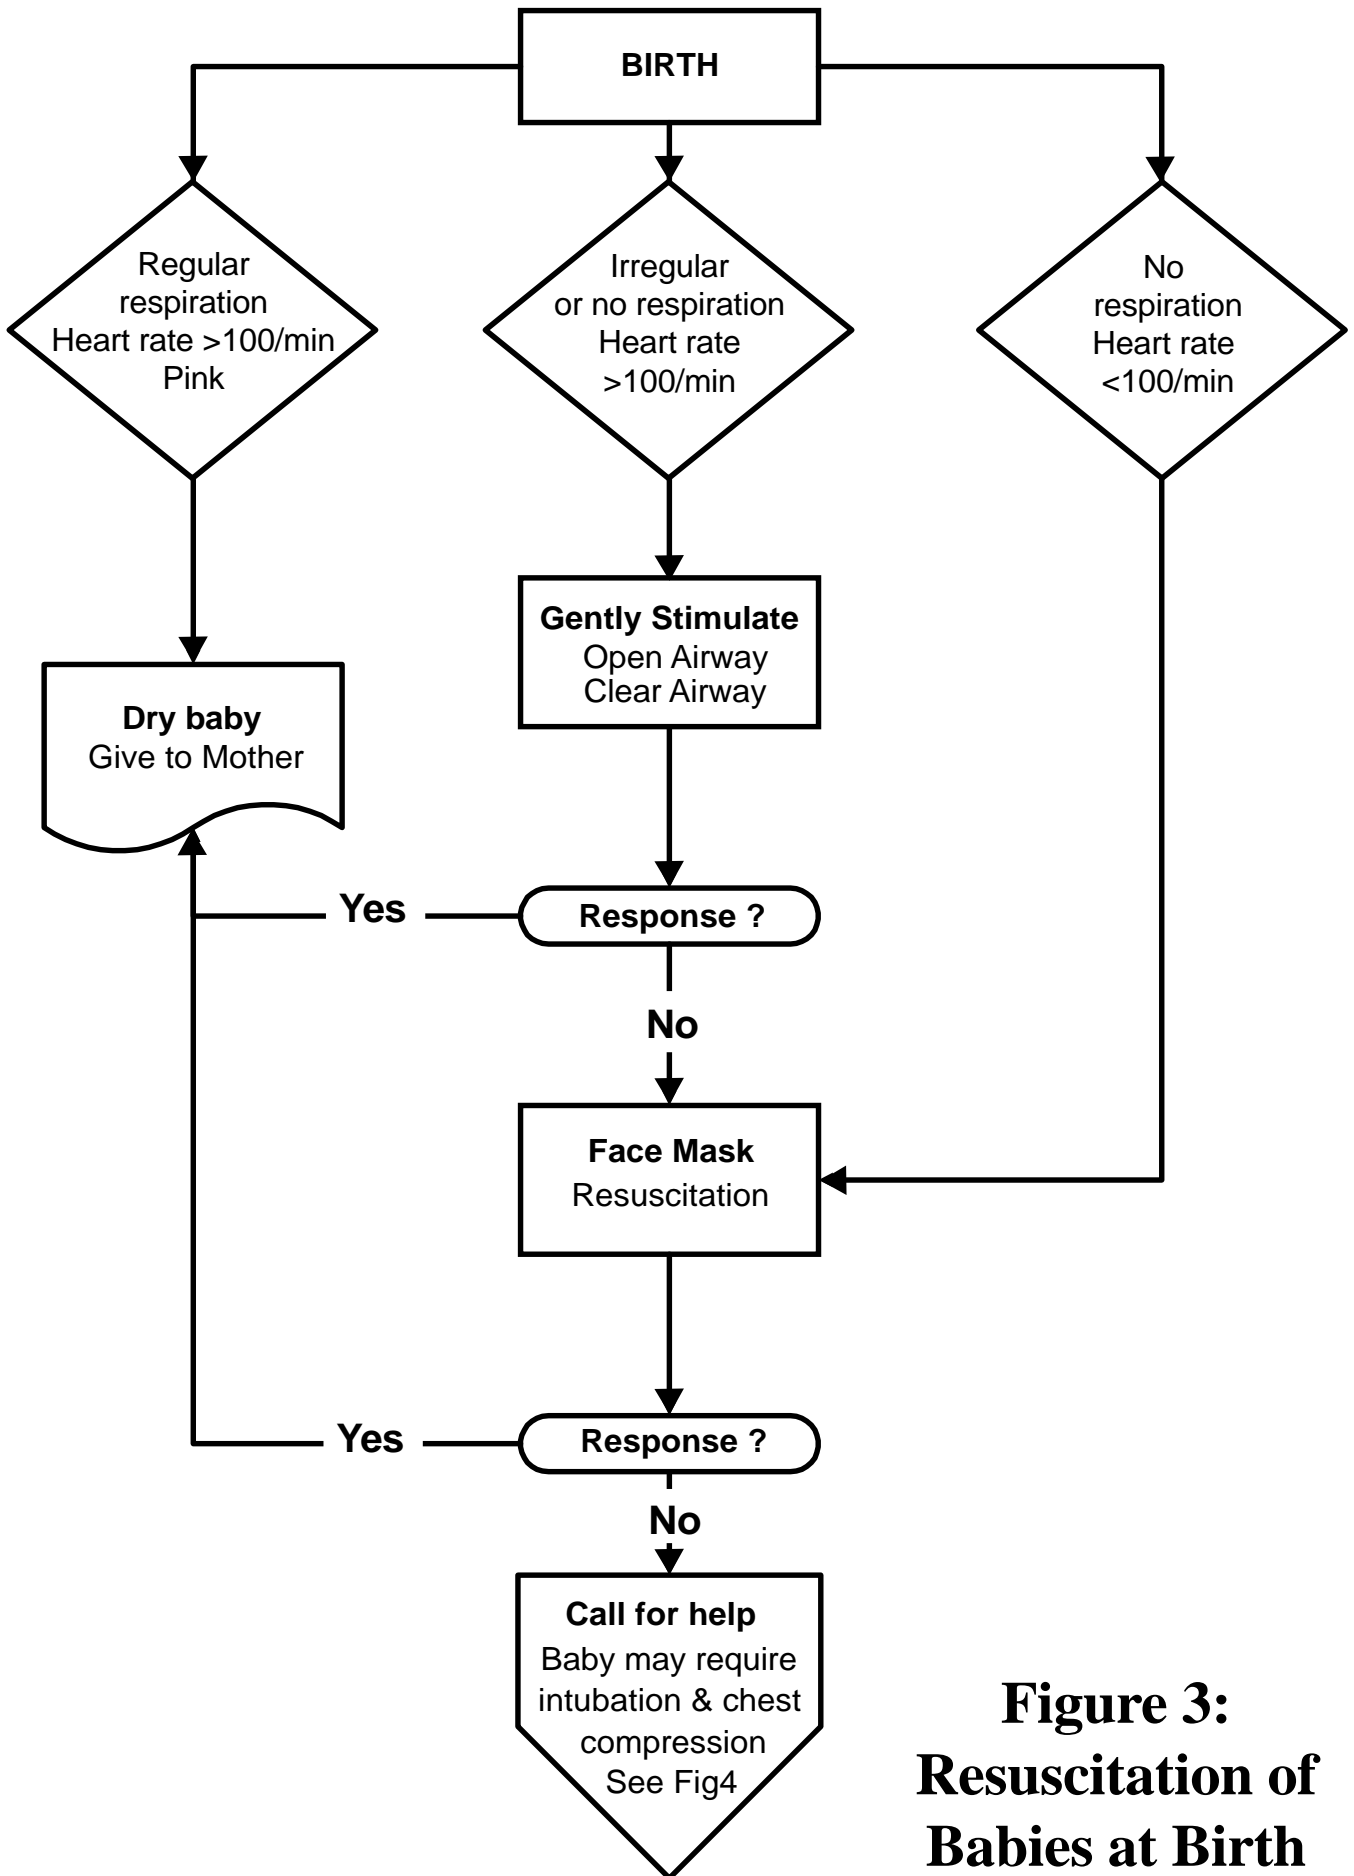 BIRTH
Regular
respiration
Heart rate >100/min
Pink
Irregular
or no respiration
Heart rate
>100/min
No
respiration
Heart rate
<100/min
Gently Stimulate
Open Airway
Clear Airway
Dry baby
Give to Mother
Yes
Response ?
No
Face Mask
Resuscitation
Yes
Response ?
No
Call for help
Baby may require
intubation & chest
compression
See Fig4
Figure 3:
Resuscitation of
Babies at Birth